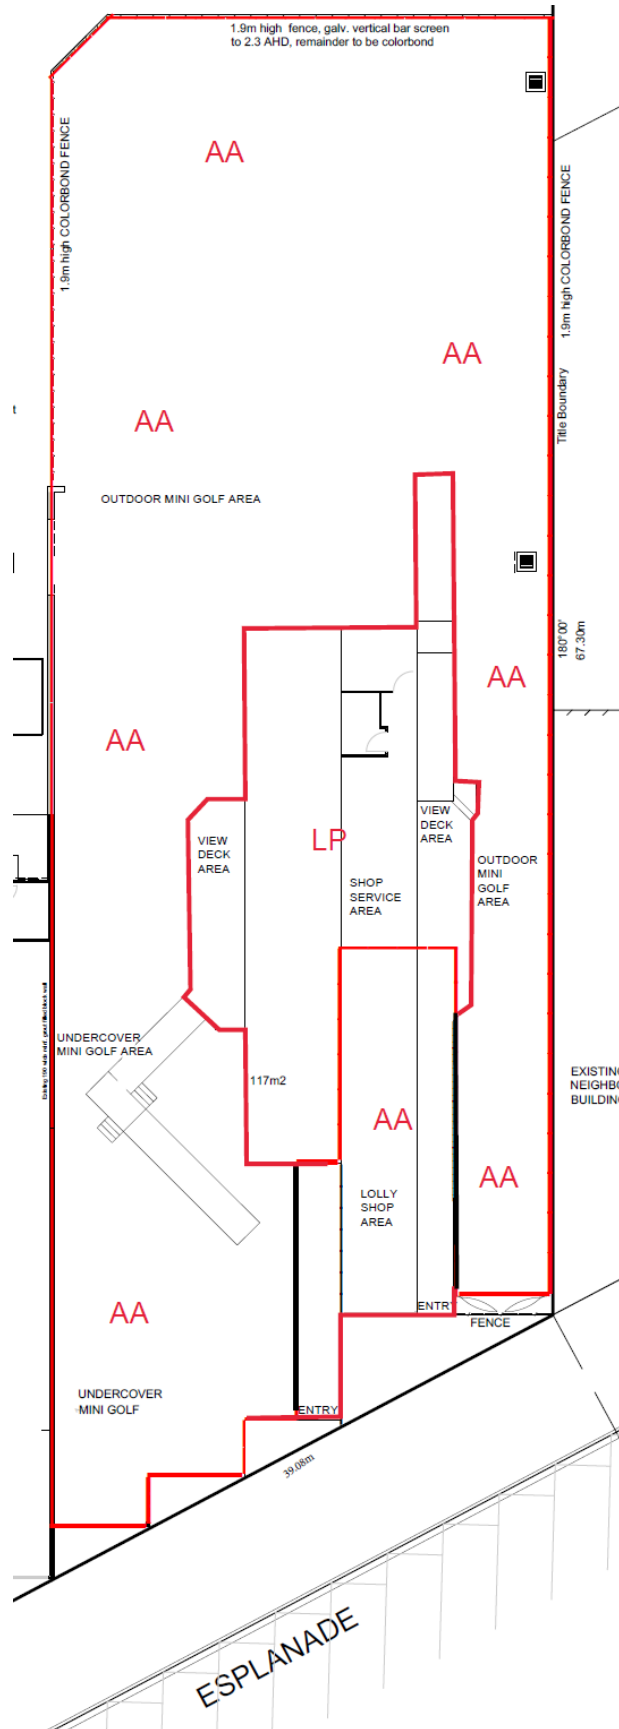 1.9m high fence, galv. vertical bar screen
to 2.3 AHD, remainder to be colorbond
1.9m high COLORBOND FENCE
AA
1.9m high COLORBOND FENCE
AA
Title Boundary
AA
t
OUTDOOR MINI GOLF AREA
180°00'
67.30m
AA
AA
VIEW
DECK
AREA
LP
VIEW
DECK
AREA
SHOP
SERVICE
AREA
OUTDOOR
MINI
GOLF
AREA
UNDERCOVER
MINI GOLF AREA
117m2
EXISTING
NEIGHBO
BUILDING
AA
AA
LOLLY
SHOP
AREA
AA
ENTRY
FENCE
UNDERCOVER
MINI GOLF
ENTRY
39.08m
ESPLANADE